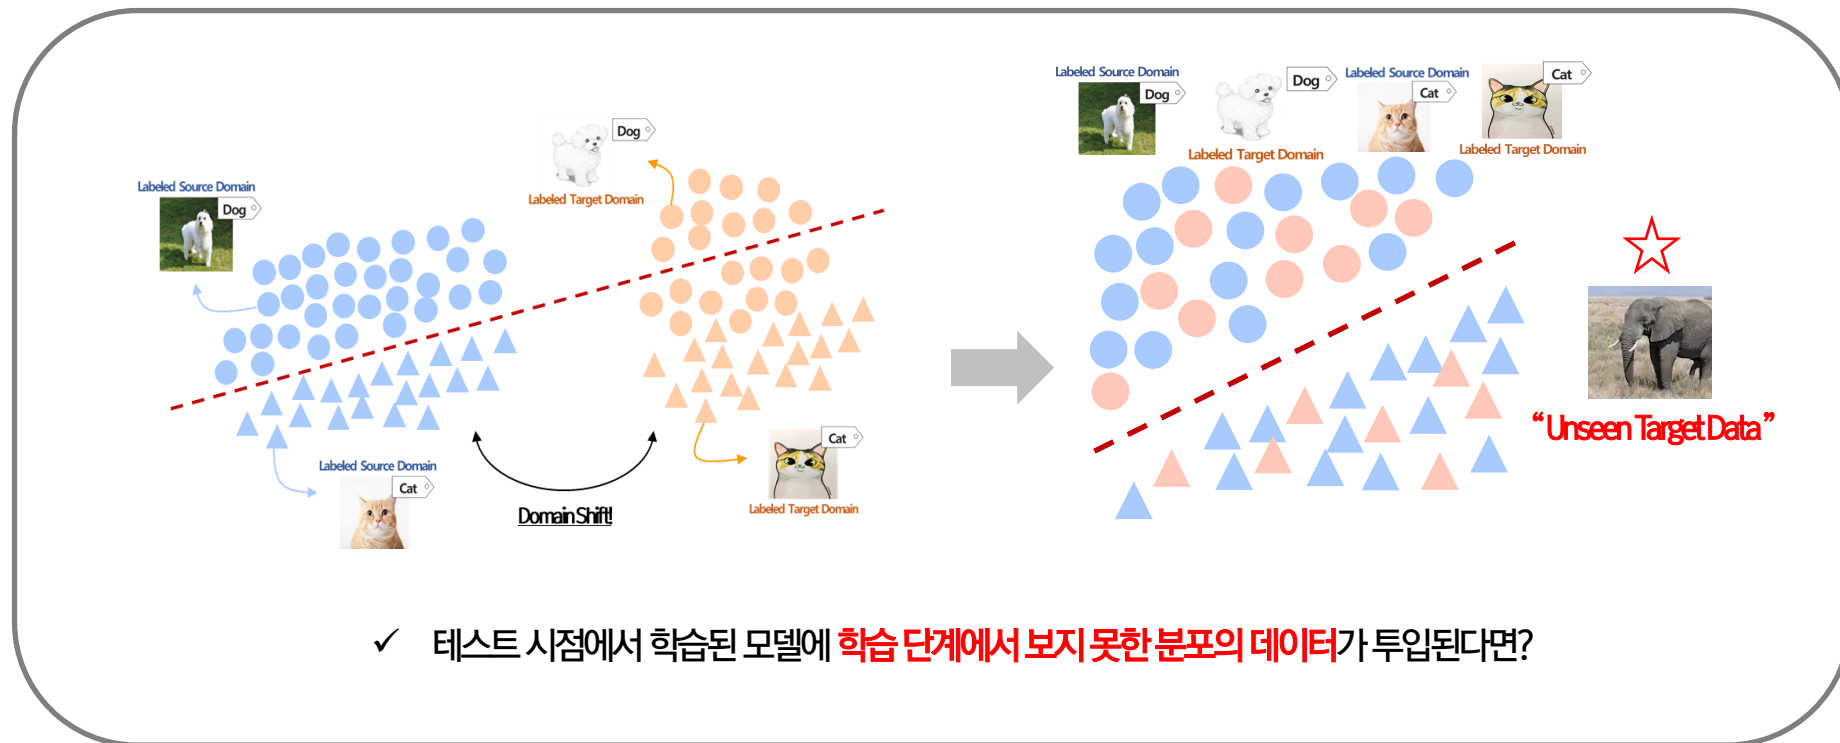 Labeled Source Domain
Dog
Labeled Source Domain
Cat
Dog
Labeled Target Domain
Cat
Labeled Target Domain
Domain Shift!
Labeled Source Domain
Dog
Dog
Labeled Target Domain
Labeled Source Domain
Cat
Cat
Labeled Target Domain
“Unseen Target Data”
✓ 테스트 시점에서 학습된 모델에 학습 단계에서 보지 못한 분포의 데이터가 투입된다면?